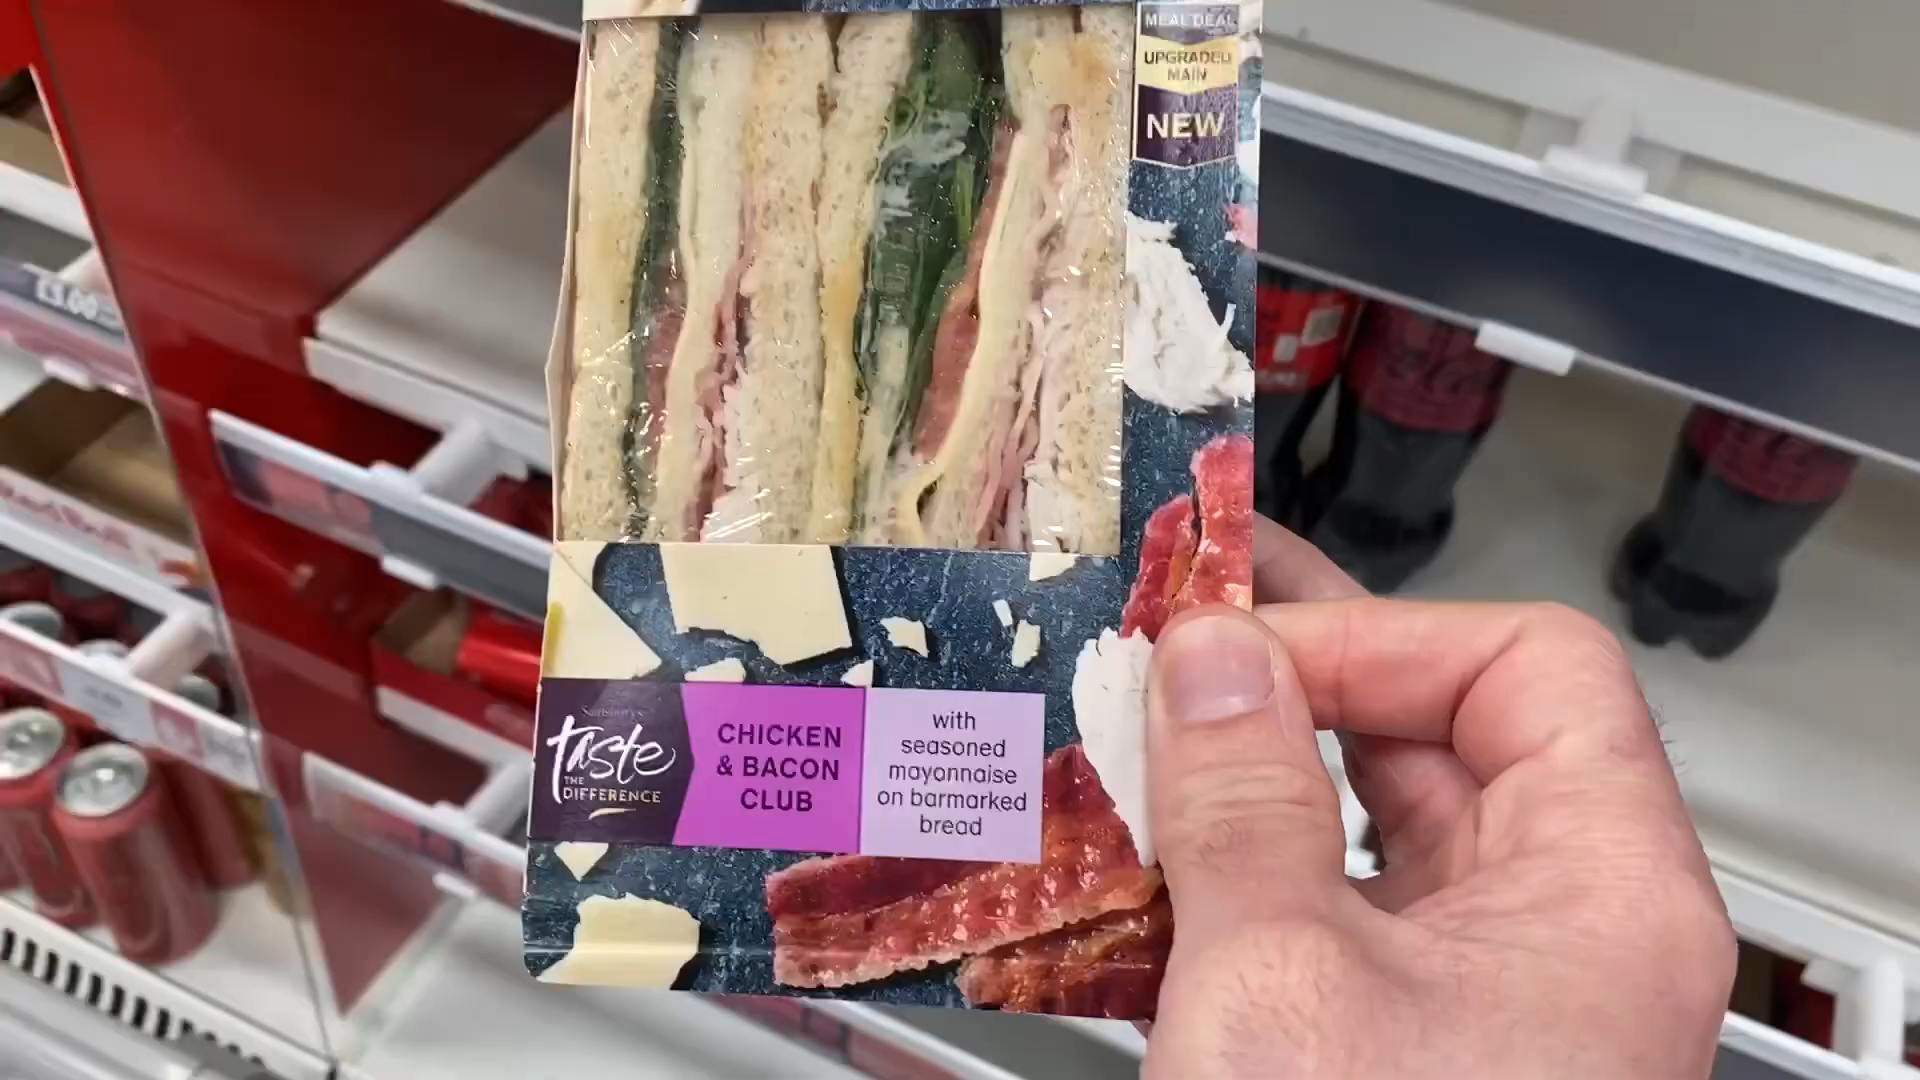 MEAL DEAL
UPGRADED
MAIN
NEW
£3.00
Sainsbury's
taste
THE
DIFFERENCE
CHICKEN
& BACON
CLUB
with
seasoned
mayonnaise
on barmarked
bread